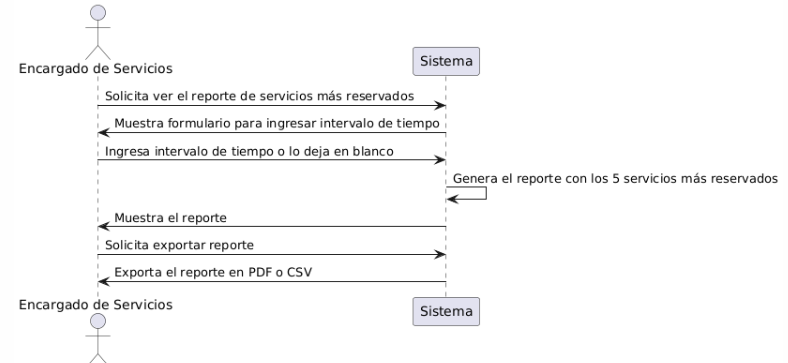 Encargado de Servicios
Sistema
Solicita ver el reporte de servicios más reservados
Muestra formulario para ingresar intervalo de tiempo
Ingresa intervalo de tiempo o lo deja en blanco
Genera el reporte con los 5 servicios más reservados
Muestra el reporte
Solicita exportar reporte
Exporta el reporte en PDF o CSV
Encargado de Servicios
Sistema